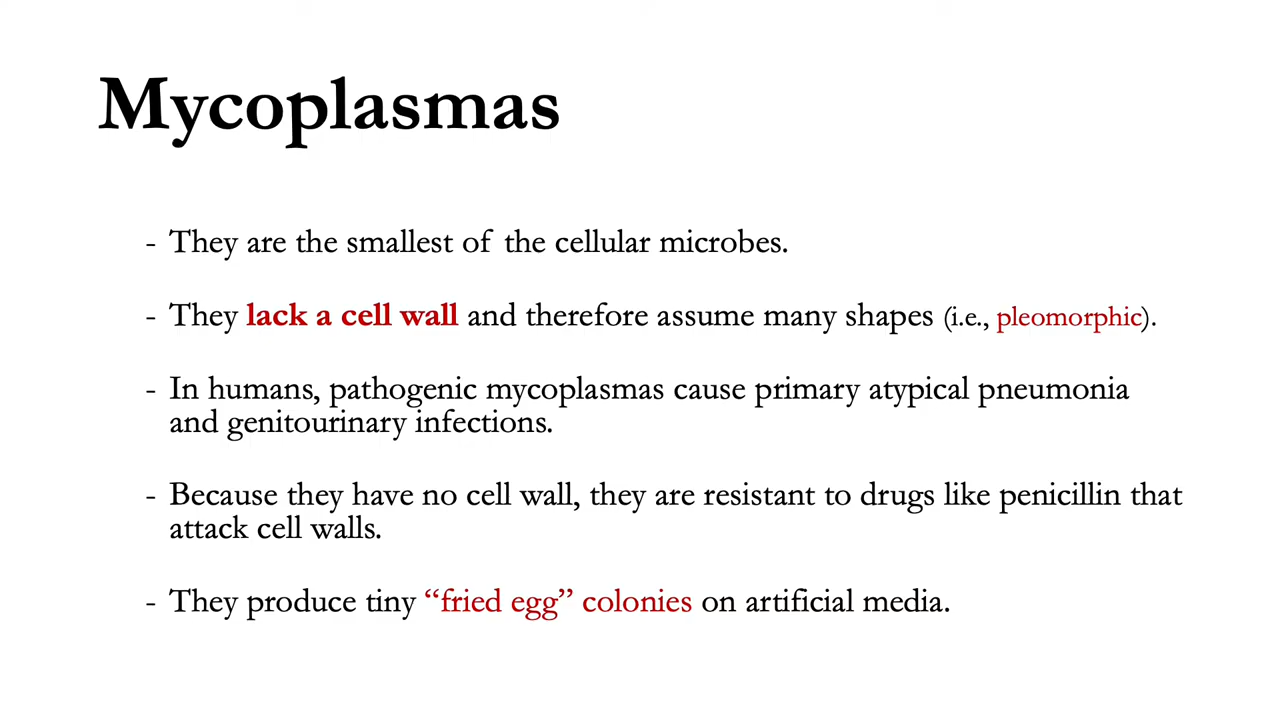 Mycoplasmas
- They are the smallest of the cellular microbes.
- They lack a cell wall and therefore assume many shapes (i.e., pleomorphic).
- In humans, pathogenic mycoplasmas cause primary atypical pneumonia
and genitourinary infections.
- Because they have no cell wall, they are resistant to drugs like penicillin that
attack cell walls.
- They produce tiny “fried egg” colonies on artificial media.